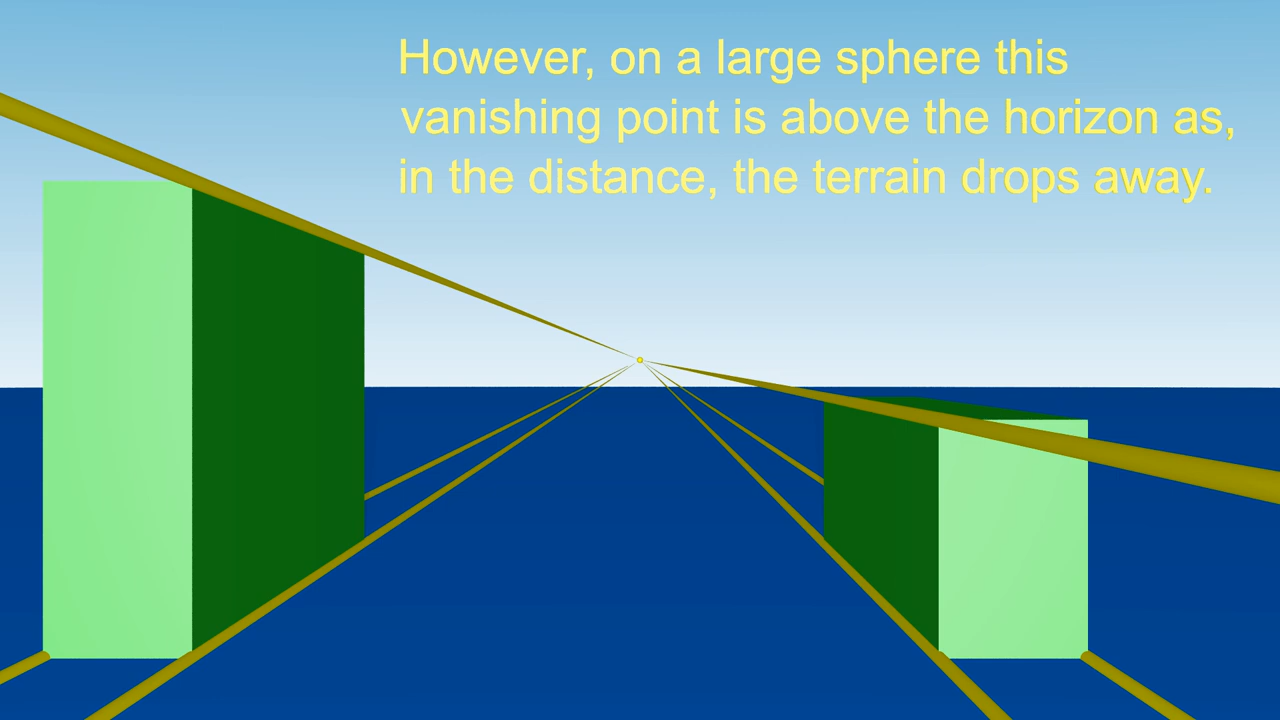 However, on a large sphere this
vanishing point is above the horizon as,
in the distance, the terrain drops away.